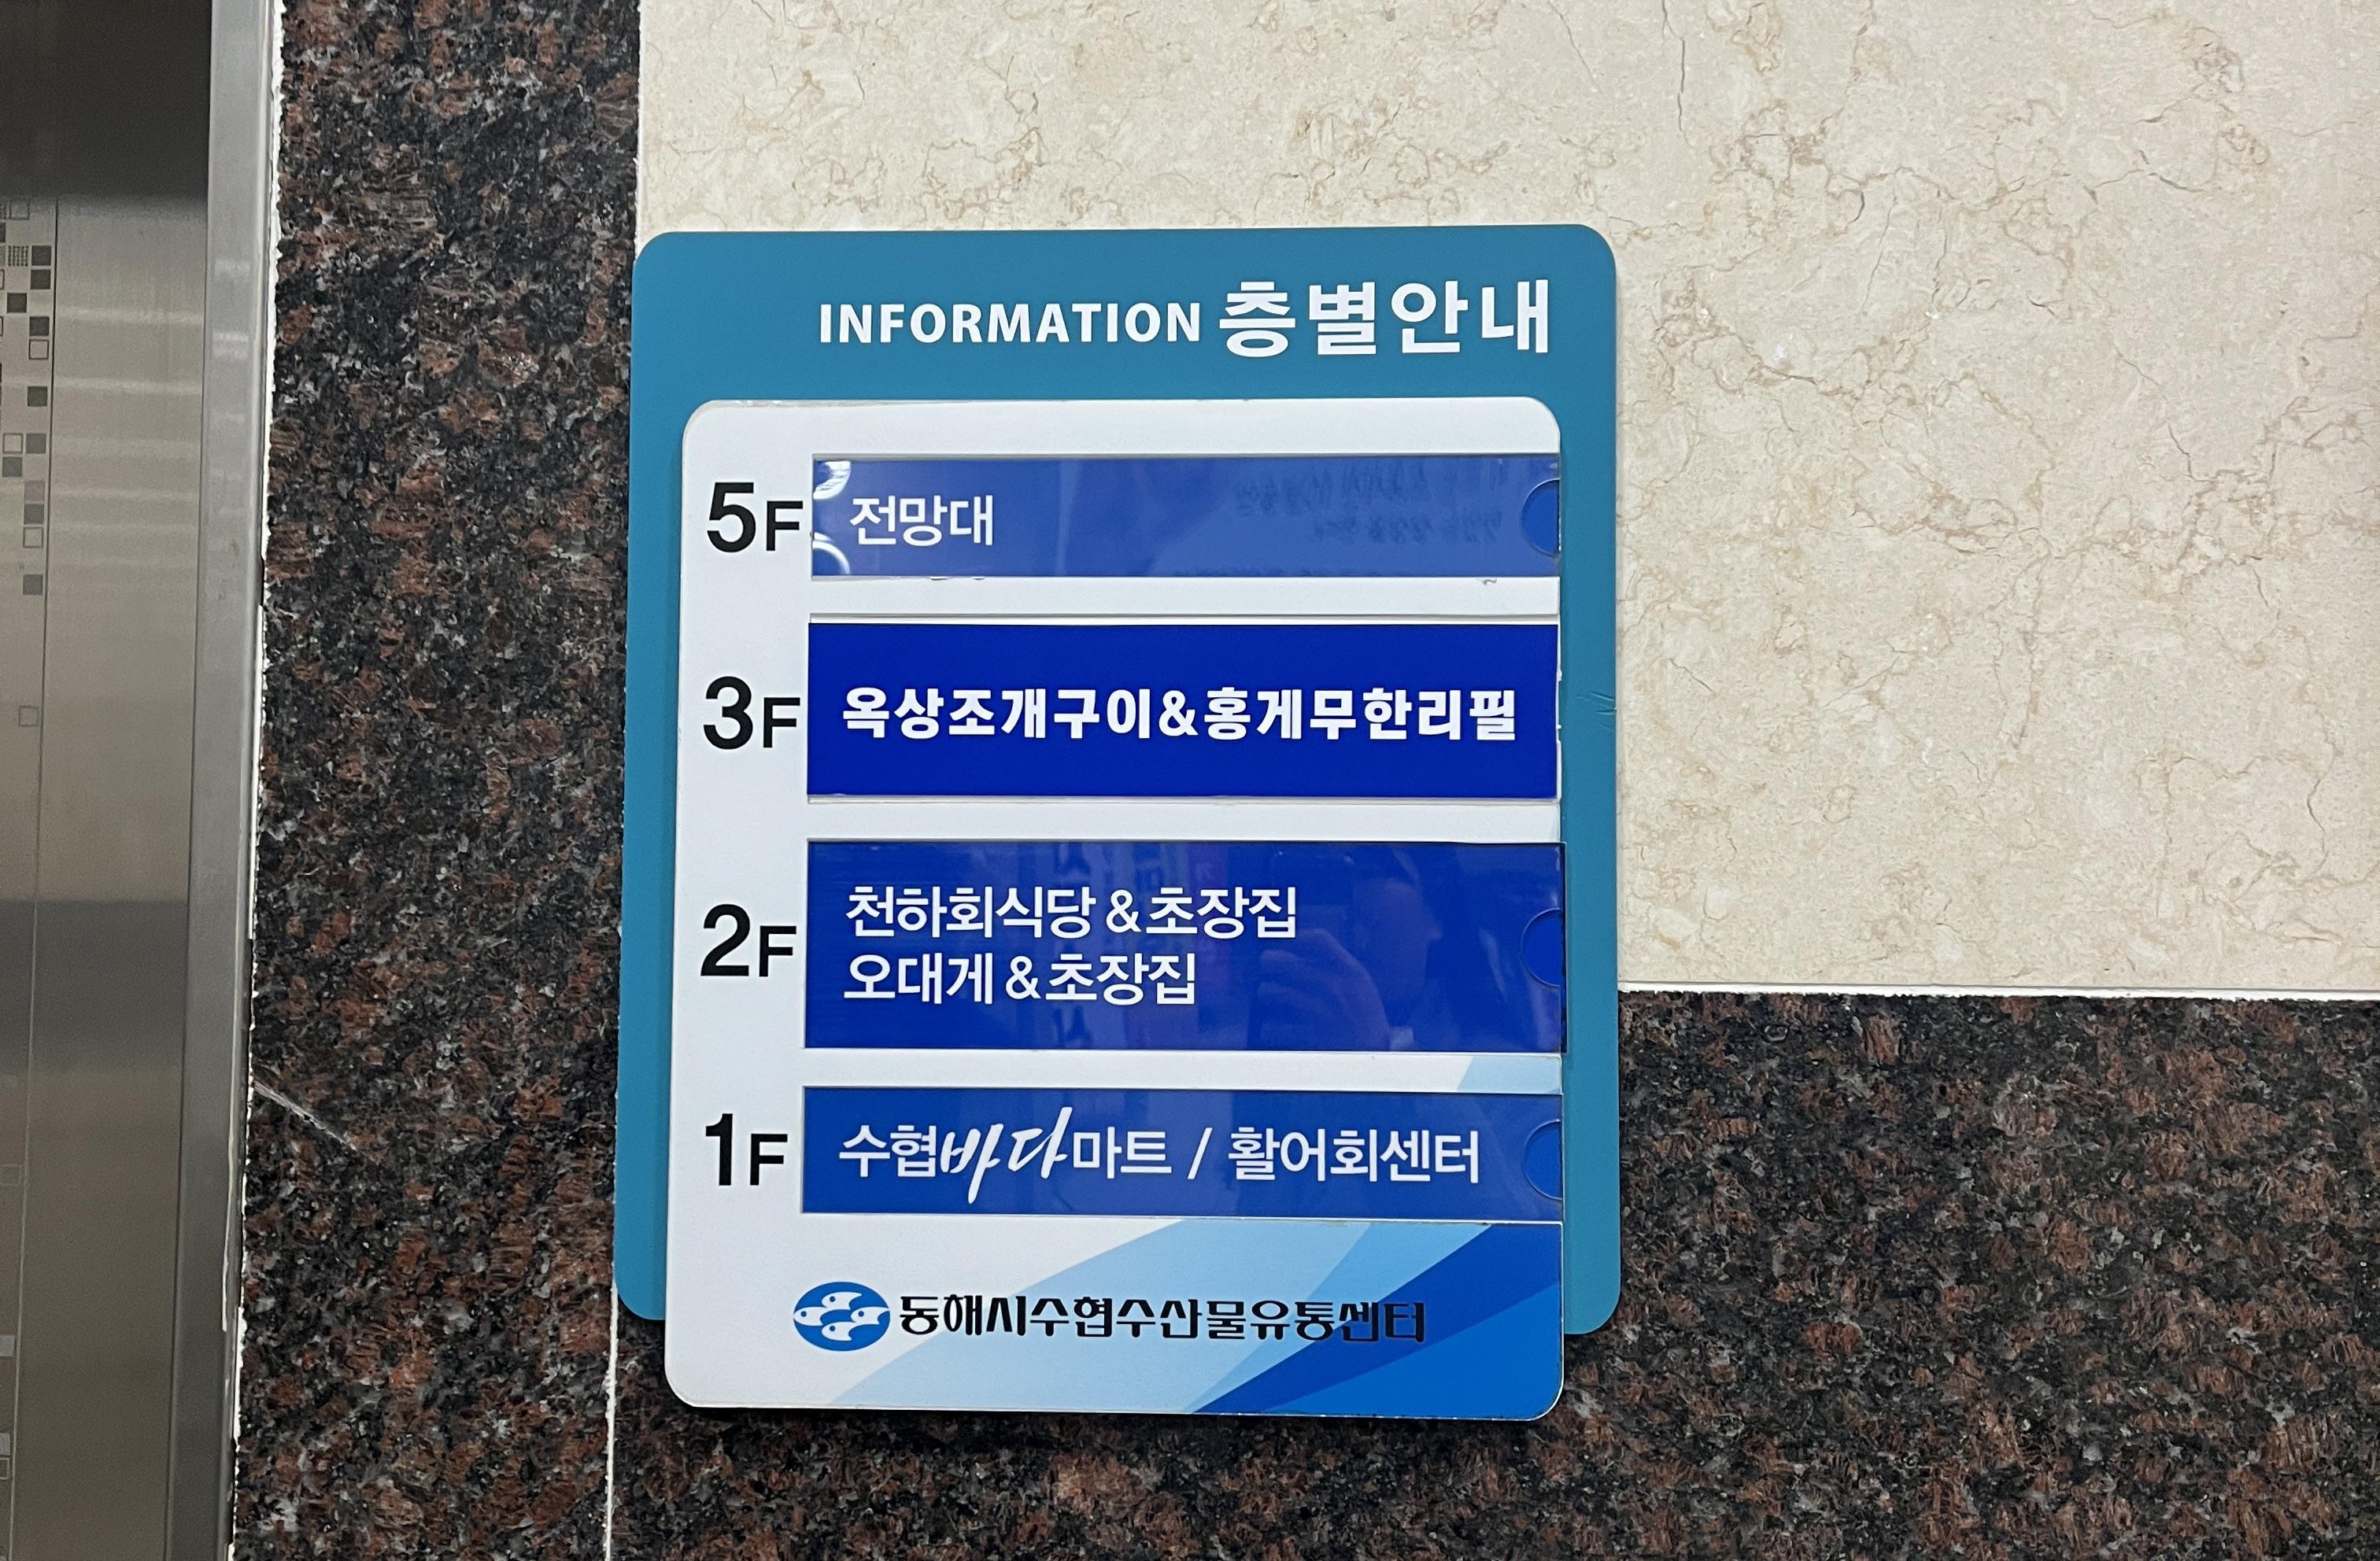 INFORMATION 층별안내
5F 전망대
3F 옥상조개구이&홍게무한리필
2F 천하회식당 & 초장집
오대게 & 초장집
1F 수협바다마트 / 활어회센터
동해시수협수산물유통센터